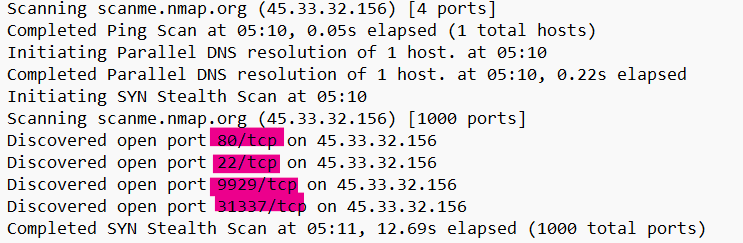 Scanning scanme.nmap.org (45.33.32.156) [4 ports]
Completed Ping Scan at 05:10, 0.05s elapsed (1 total hosts)
Initiating Parallel DNS resolution of 1 host. at 05:10
Completed Parallel DNS resolution of 1 host. at 05:10, 0.22s elapsed
Initiating SYN Stealth Scan at 05:10
Scanning scanme.nmap.org (45.33.32.156) [1000 ports]
Discovered open port 80/tcp on 45.33.32.156
Discovered open port 22/tcp on 45.33.32.156
Discovered open port 9929/tcp on 45.33.32.156
Discovered open port 31337/tcp on 45.33.32.156
Completed SYN Stealth Scan at 05:11, 12.69s elapsed (1000 total ports)